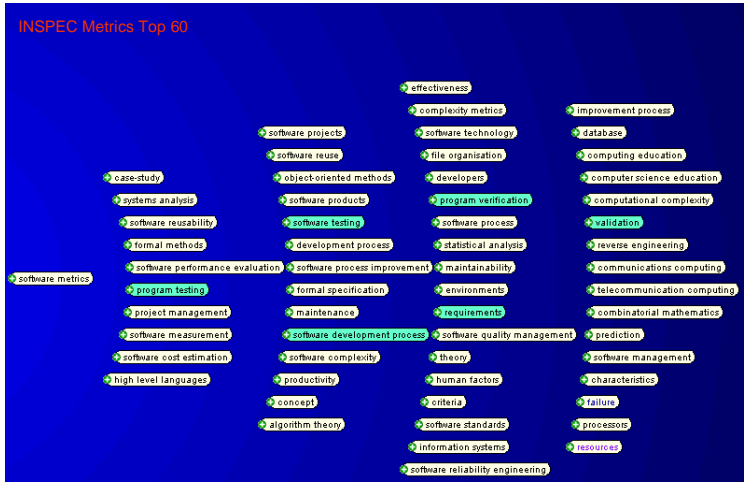 INSPEC Metrics Top 60
software metrics
case-study
systems analysis
software reusability
formal methods
software performance evaluation
program testing
project management
software measurement
software cost estimation
high level languages
software projects
software reuse
object-oriented methods
software products
software testing
development process
software process improvement
formal specification
maintenance
software development process
software complexity
productivity
concept
algorithm theory
effectiveness
complexity metrics
software technology
file organisation
developers
program verification
software process
statistical analysis
maintainability
environments
requirements
software quality management
theory
human factors
criteria
software standards
information systems
software reliability engineering
improvement process
database
computing education
computer science education
computational complexity
validation
reverse engineering
communications computing
telecommunication computing
combinatorial mathematics
prediction
software management
characteristics
failure
processors
resources